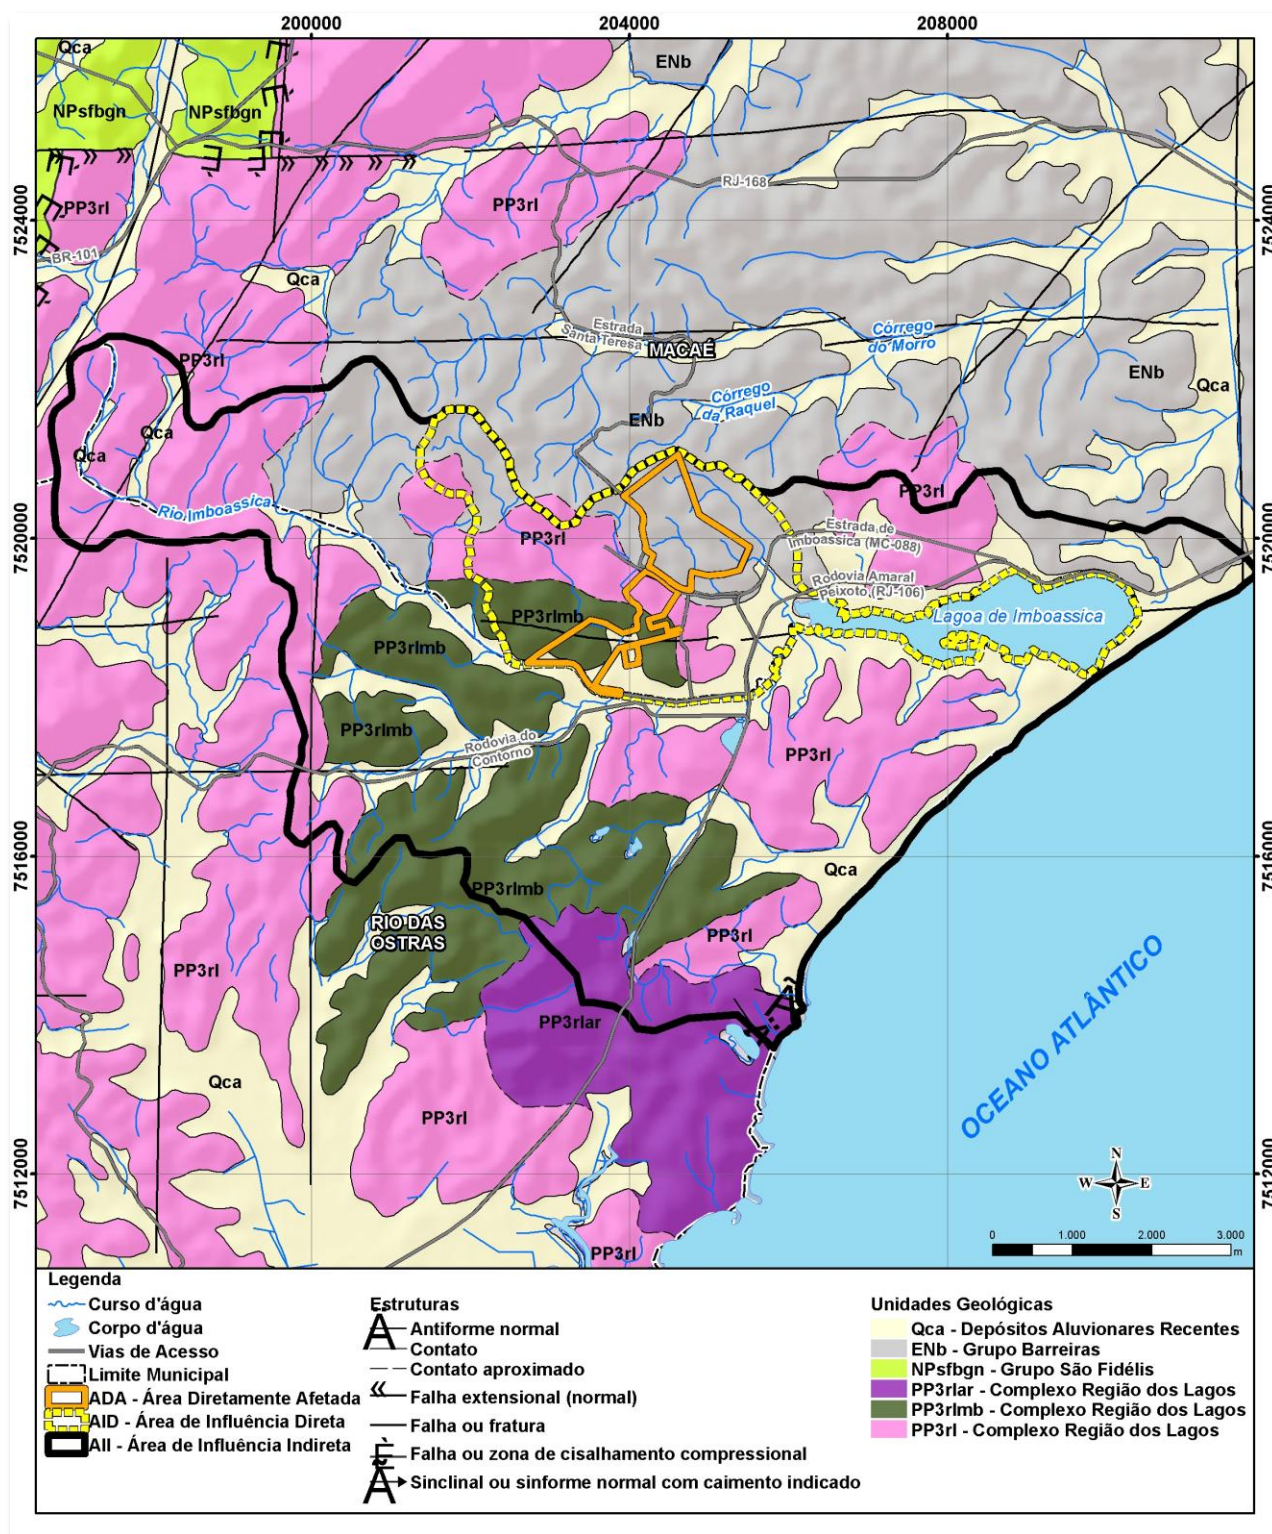 200000
204000
208000
Qca
ENb
NPsfbgn
NPsfbgn
RJ-168
7524000
7524000
PP3rl
PP3rl
BR-101
Qca
Estrada
Santa Teresa
Córrego
do Morro
MACAÉ
PP3rl
ENb
Qca
Córrego
da Raquel
ENb
Qca
Qca
PP3rl
Rio Imboassica
7520000
7520000
PP3rl
Estrada de
Imboassica (MC-088)
Rodovia Amaral
Peixoto (RJ-106)
PP3rlmb
Lagoa de Imboassica
PP3rlmb
PP3rlmb
Rodovia do
Contorno
PP3rl
7516000
7516000
Qca
PP3rlmb
RIO DAS
OSTRAS
PP3rl
PP3rl
OCEANO ATLÂNTICO
PP3rlar
Qca
PP3rl
7512000
7512000
N
W
E
S
PP3rl
0
1.000
2.000
3.000
m
Legenda
Curso d'água
Corpo d'água
Vias de Acesso
Limite Municipal
ADA - Área Diretamente Afetada
AID - Área de Influência Direta
AII - Área de Influência Indireta
Estruturas
Antiforme normal
Contato
Contato aproximado
Falha extensional (normal)
Falha ou fratura
Falha ou zona de cisalhamento compressional
Sinclinal ou sinforme normal com caimento indicado
Unidades Geológicas
Qca - Depósitos Aluvionares Recentes
ENb - Grupo Barreiras
NPsfbgn - Grupo São Fidélis
PP3rlar - Complexo Região dos Lagos
PP3rlmb - Complexo Região dos Lagos
PP3rl - Complexo Região dos Lagos